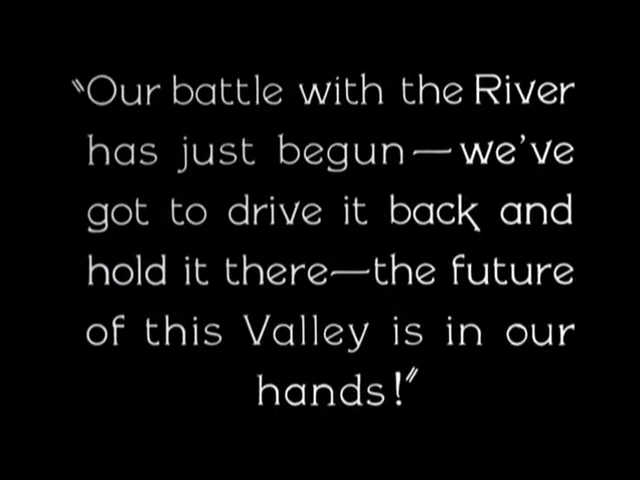 "Our battle with the River
has just begun—we've
got to drive it back and
hold it there—the future
of this Valley is in our
hands!"